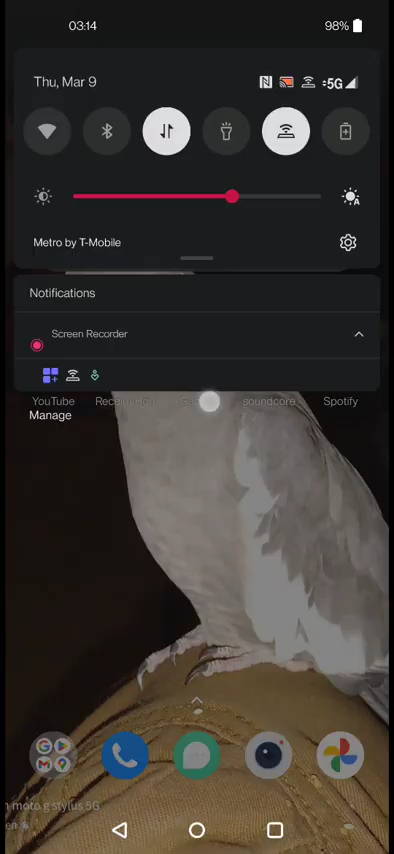 03:14
98%
Thu, Mar 9
5G
Metro by T-Mobile
Notifications
Screen Recorder
YouTube
soundcore
Spotify
Manage
moto g stylus 5G